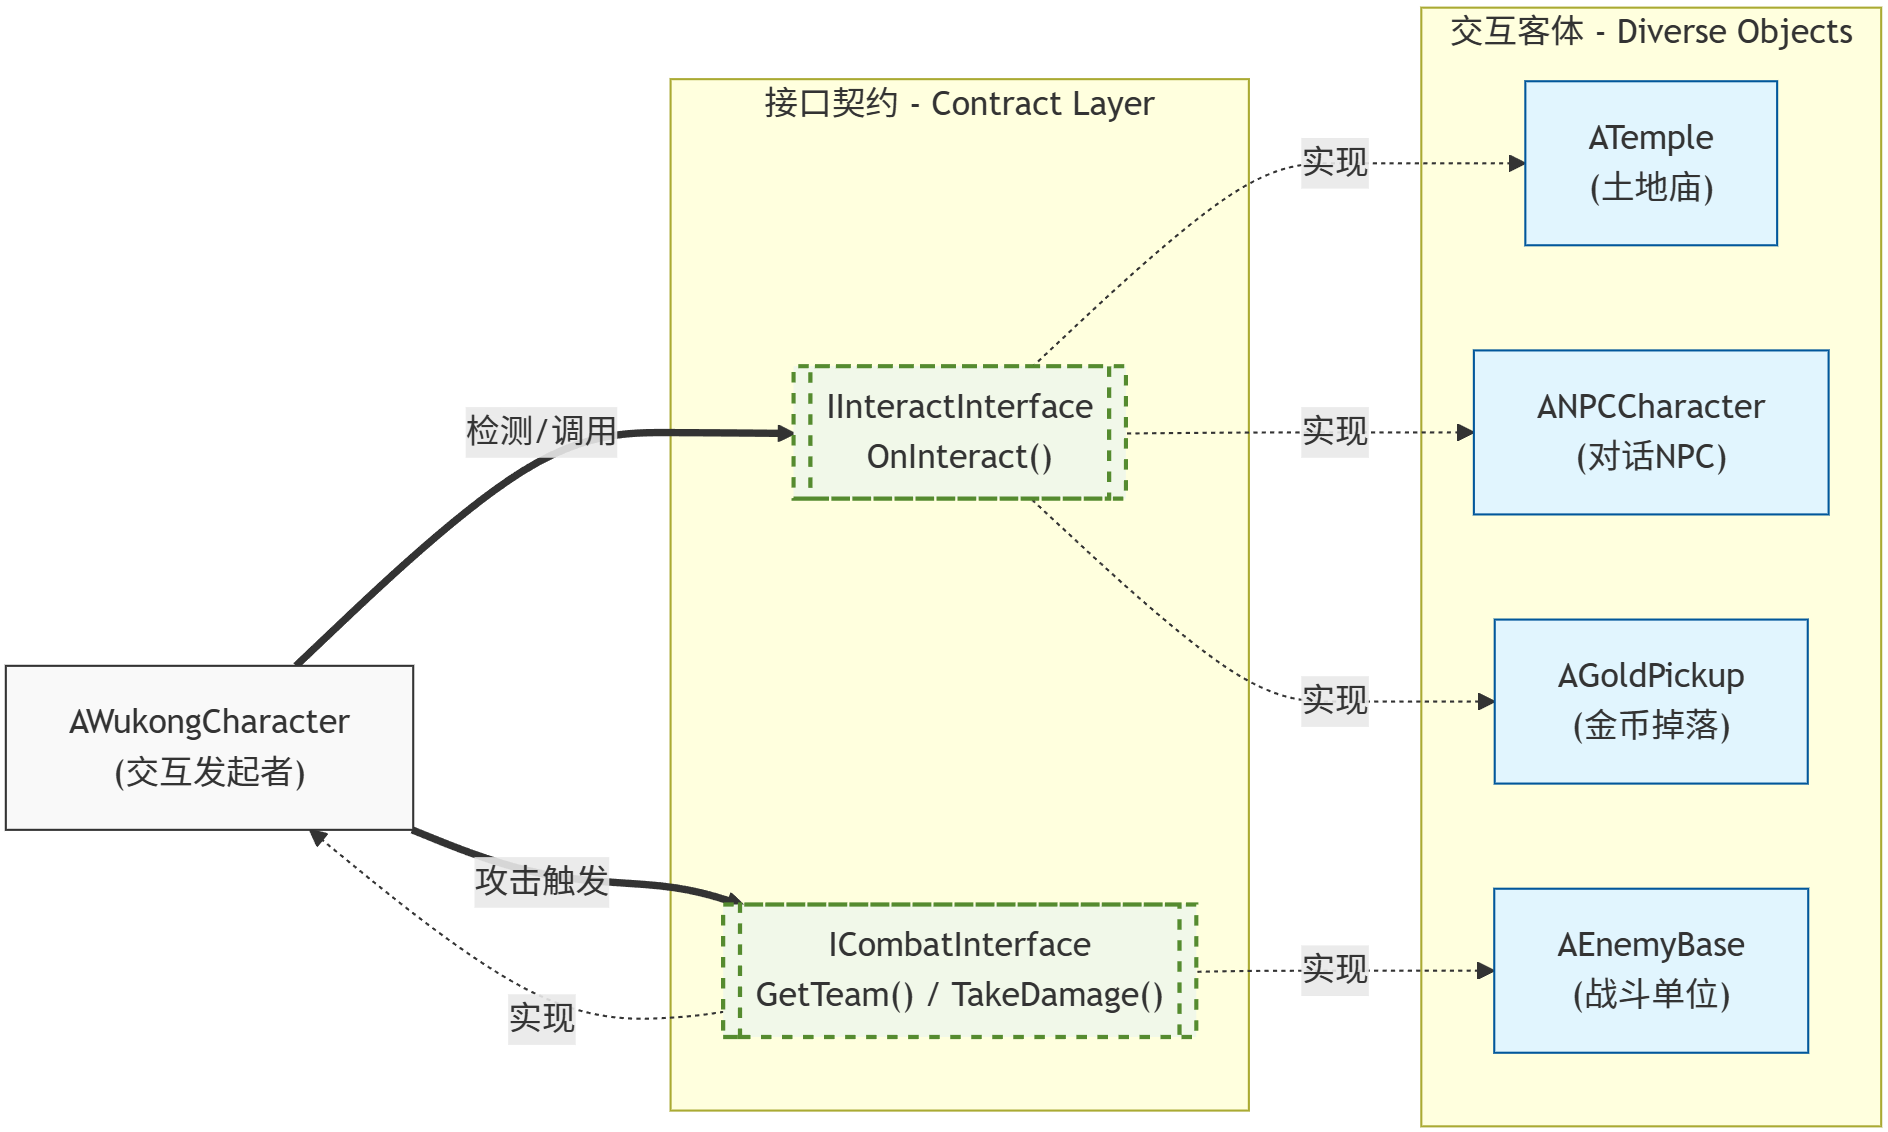 交互客体 - Diverse Objects
接口契约 - Contract Layer
ATemple
(土地庙)
实现
IInteractInterface
OnInteract()
检测/调用
实现
ANPCCharacter
(对话NPC)
实现
AGoldPickup
(金币掉落)
AWukongCharacter
(交互发起者)
攻击触发
ICombatInterface
GetTeam() / TakeDamage()
实现
实现
AEnemyBase
(战斗单位)